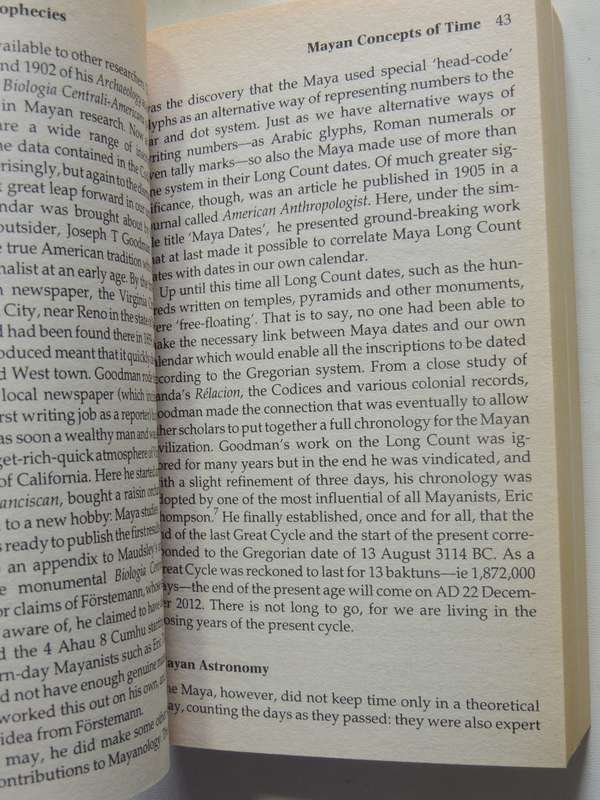 ophecies
vailable to other researchers
nd 1902 of his Archaeology
Biologia Centrali-Americana
in Mayan research. Now
are a wide range of
e data contained in the
risingly, but again to the
great leap forward in our
endar was brought about by
outsider, Joseph T Goodman
e true American tradition
nalist at an early age. By the
n newspaper, the Virginia
City, near Reno in the state of
d had been found there in
oduced meant that it quickly
d West town. Goodman
local newspaper (which
irst writing job as a reporter)
as soon a wealthy man and
get-rich-quick atmosphere of
of California. Here he started
anciscan, bought a raisin
to a new hobby: Maya studies
s ready to publish the first
an appendix to Maudslay's
e monumental Biologia
or claims of Förstemann, whose
aware of, he claimed to have
d the 4 Ahau 8 Cumhu
rn-day Mayanists such as Eric
d not have enough genuine
worked this out on his own,
idea from Förstemann.
may, he did make some other
contributions to Mayanology.
Mayan Concepts of Time 43
was the discovery that the Maya used special 'head-code'
glyphs as an alternative way of representing numbers to the
bar and dot system. Just as we have alternative ways of
writing numbers—as Arabic glyphs, Roman numerals or
even tally marks—so also the Maya made use of more than
one system in their Long Count dates. Of much greater sig-
nificance, though, was an article he published in 1905 in a
journal called American Anthropologist. Here, under the sim-
ple title 'Maya Dates', he presented ground-breaking work
that at last made it possible to correlate Maya Long Count
dates with dates in our own calendar.
Up until this time all Long Count dates, such as the hun-
dreds written on temples, pyramids and other monuments,
were 'free-floating'. That is to say, no one had been able to
make the necessary link between Maya dates and our own
calendar which would enable all the inscriptions to be dated
according to the Gregorian system. From a close study of
Landa's Rélacion, the Codices and various colonial records,
Goodman made the connection that was eventually to allow
other scholars to put together a full chronology for the Mayan
civilization. Goodman's work on the Long Count was ig-
nored for many years but in the end he was vindicated, and
with a slight refinement of three days, his chronology was
adopted by one of the most influential of all Mayanists, Eric
Thompson.7 He finally established, once and for all, that the
end of the last Great Cycle and the start of the present corre-
sponded to the Gregorian date of 13 August 3114 BC. As a
Great Cycle was reckoned to last for 13 baktuns—ie 1,872,000
days—the end of the present age will come on AD 22 Decem-
ber 2012. There is not long to go, for we are living in the
closing years of the present cycle.
Mayan Astronomy
The Maya, however, did not keep time only in a theoretical
way, counting the days as they passed: they were also expert